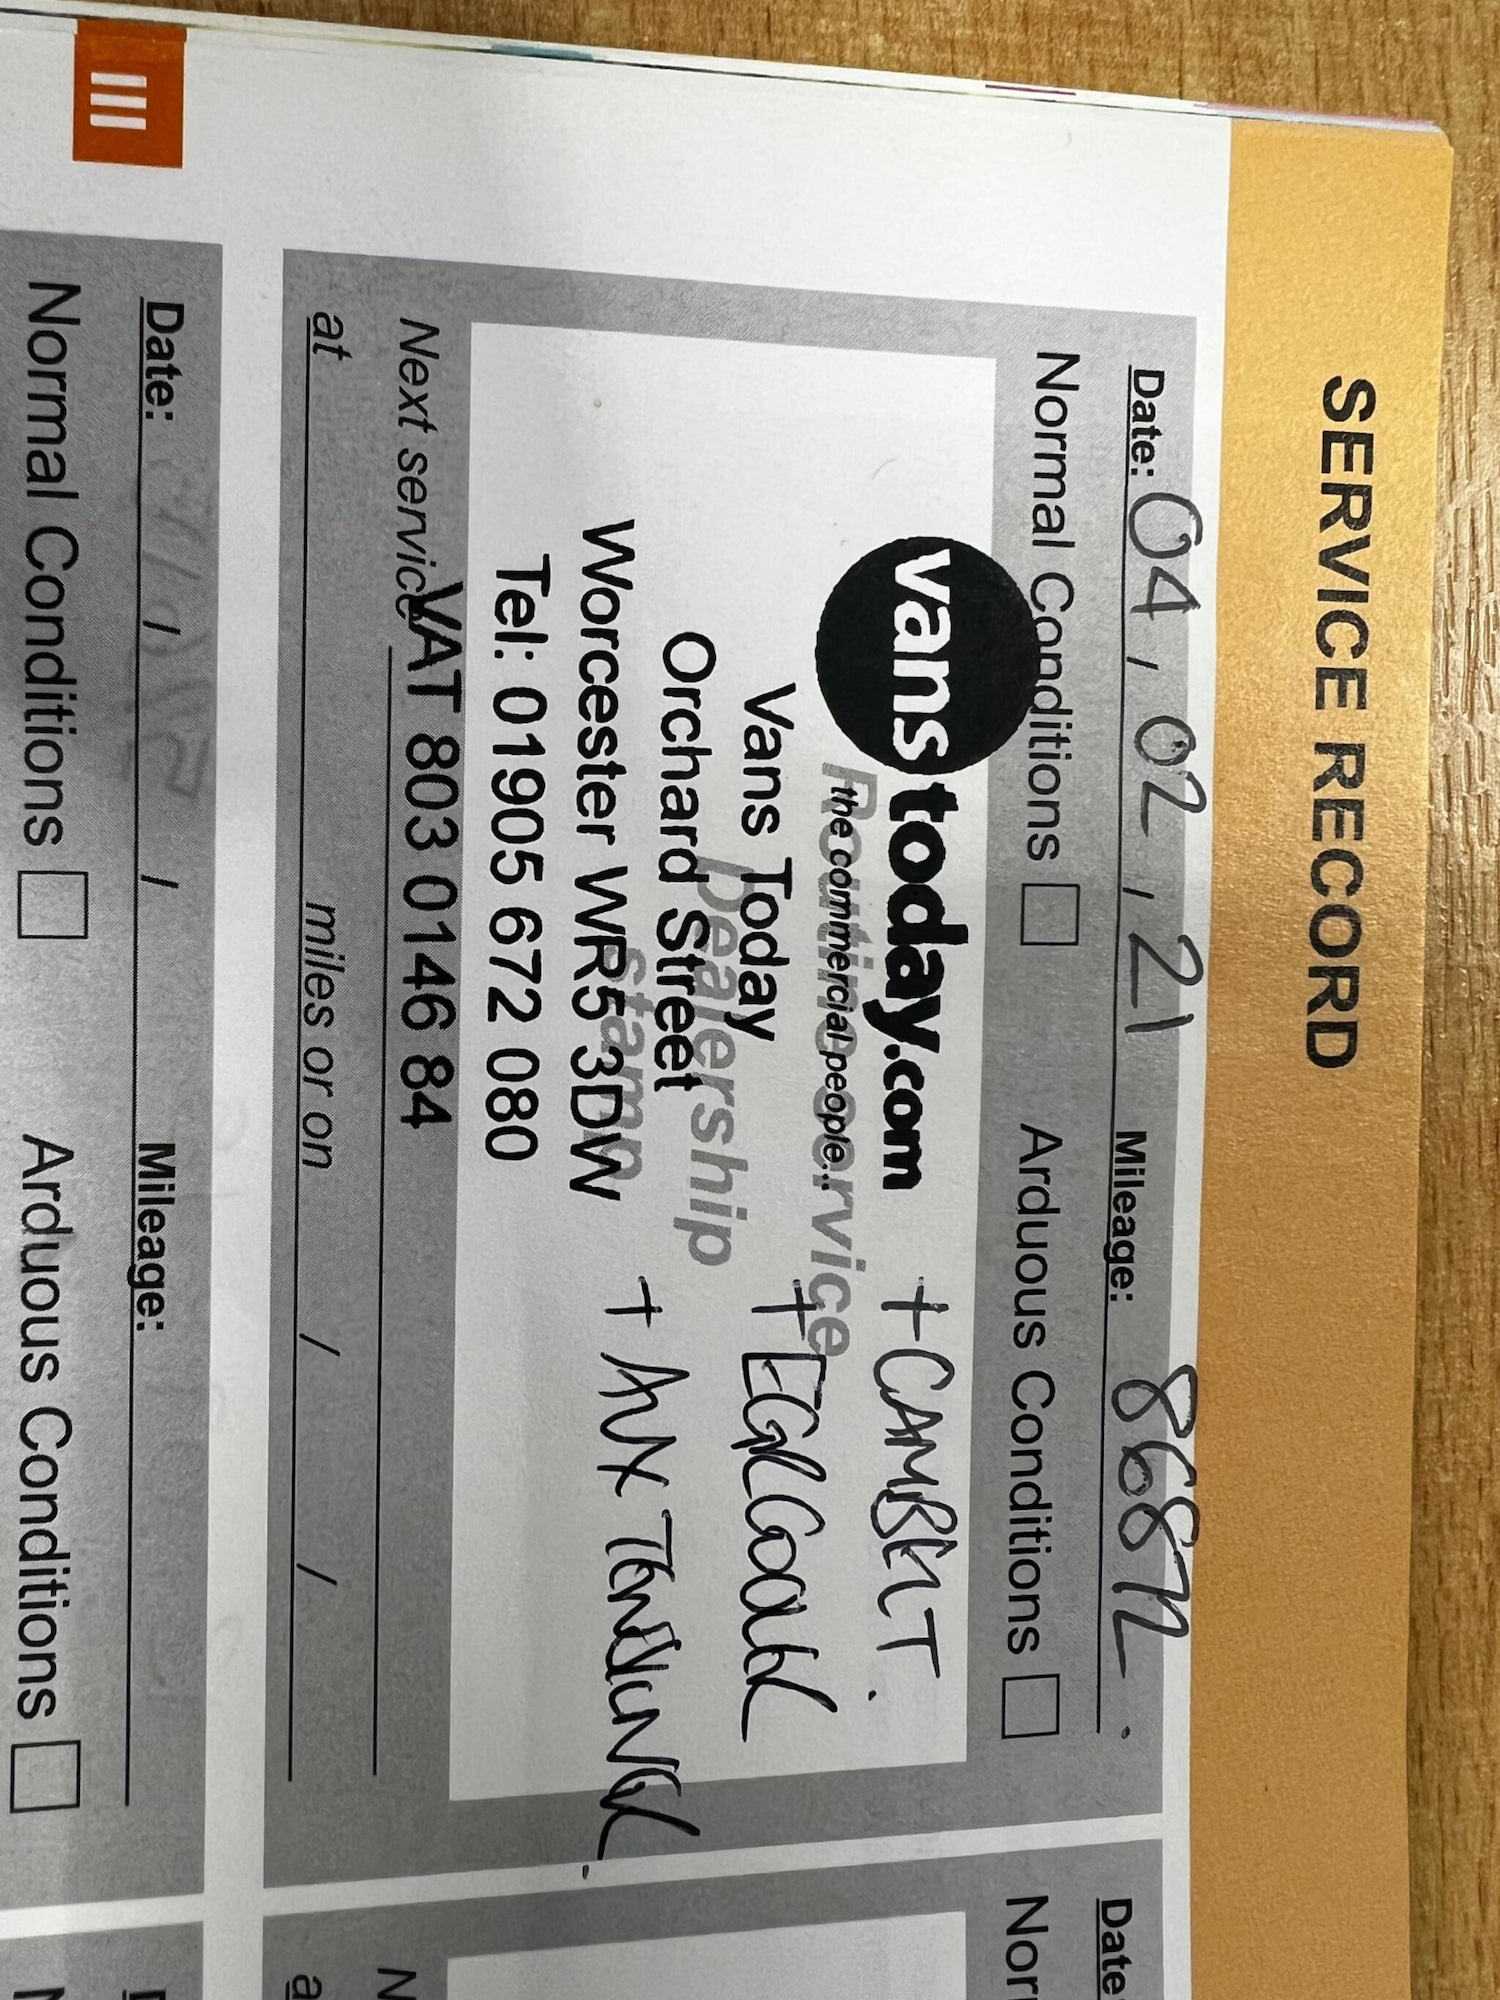 SERVICE RECORD
Date: 04 / 02 / 21 Mileage: 86872.
Normal Conditions Arduous Conditions
vanstoday.com + CAMBELT.
Routine service
the commercial people...
Vans Today + EGR COOLER
Dealership
Orchard Street
stamp
Worcester WR5 3DW + AUX TENSIONER.
Tel: 01905 672 080
VAT 803 0146 84
Next service
at miles or on / /
Date: / / Mileage:
Normal Conditions Arduous Conditions
Date